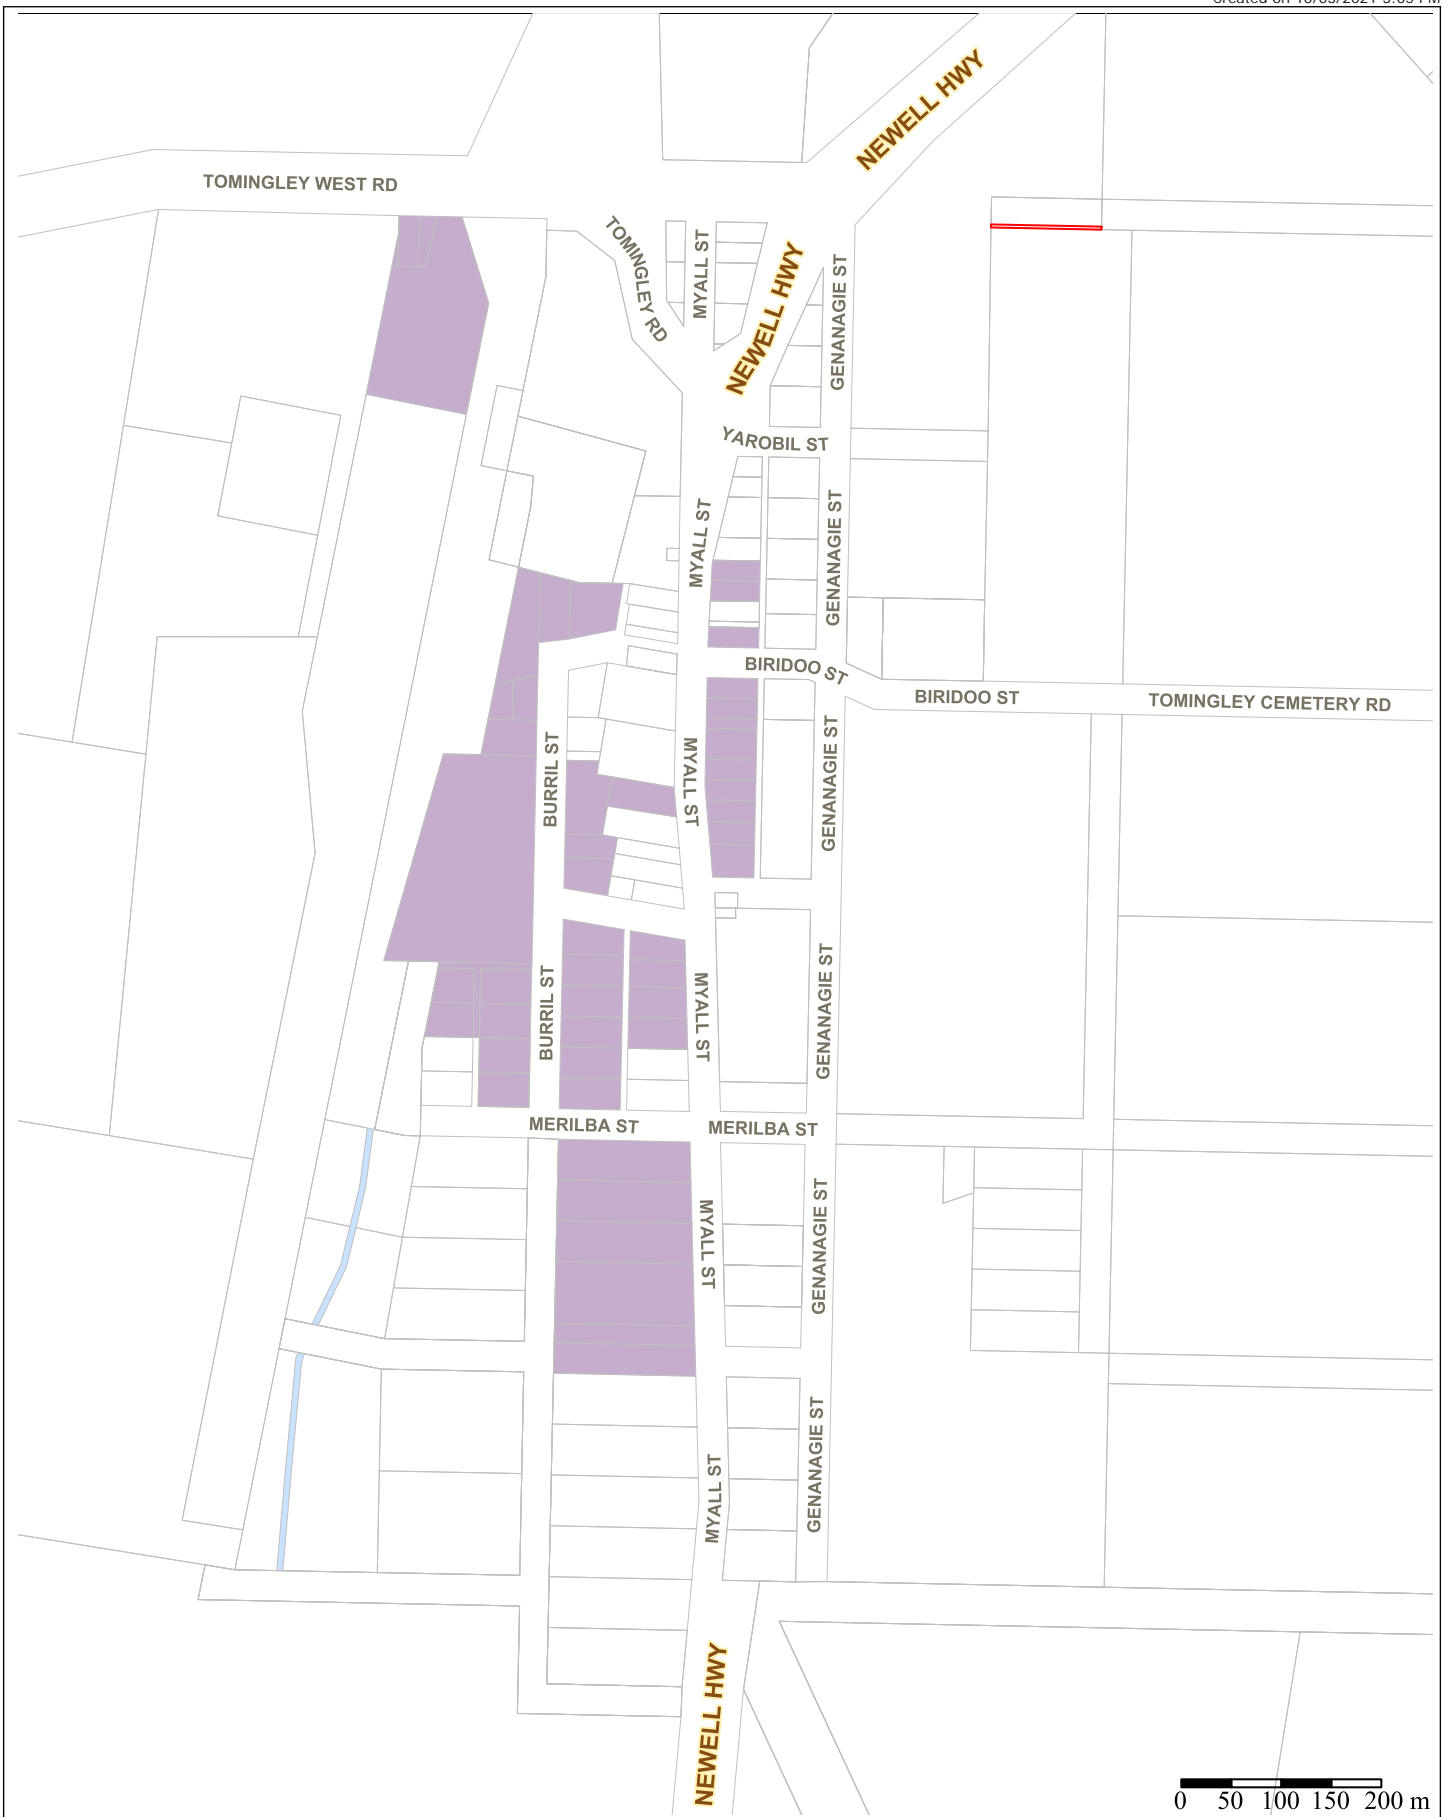 NEWELL HWY
TOMINGLEY WEST RD
TOMINGLEY RD
MYALL ST
NEWELL HWY
GENANAGIE ST
YAROBIL ST
MYALL ST
GENANAGIE ST
BIRIDOO ST
BIRIDOO ST
TOMINGLEY CEMETERY RD
BURRIL ST
MYALL ST
GENANAGIE ST
BURRIL ST
MYALL ST
GENANAGIE ST
MERILBA ST
MERILBA ST
MYALL ST
GENANAGIE ST
MYALL ST
GENANAGIE ST
NEWELL HWY
0 50 100 150 200 m